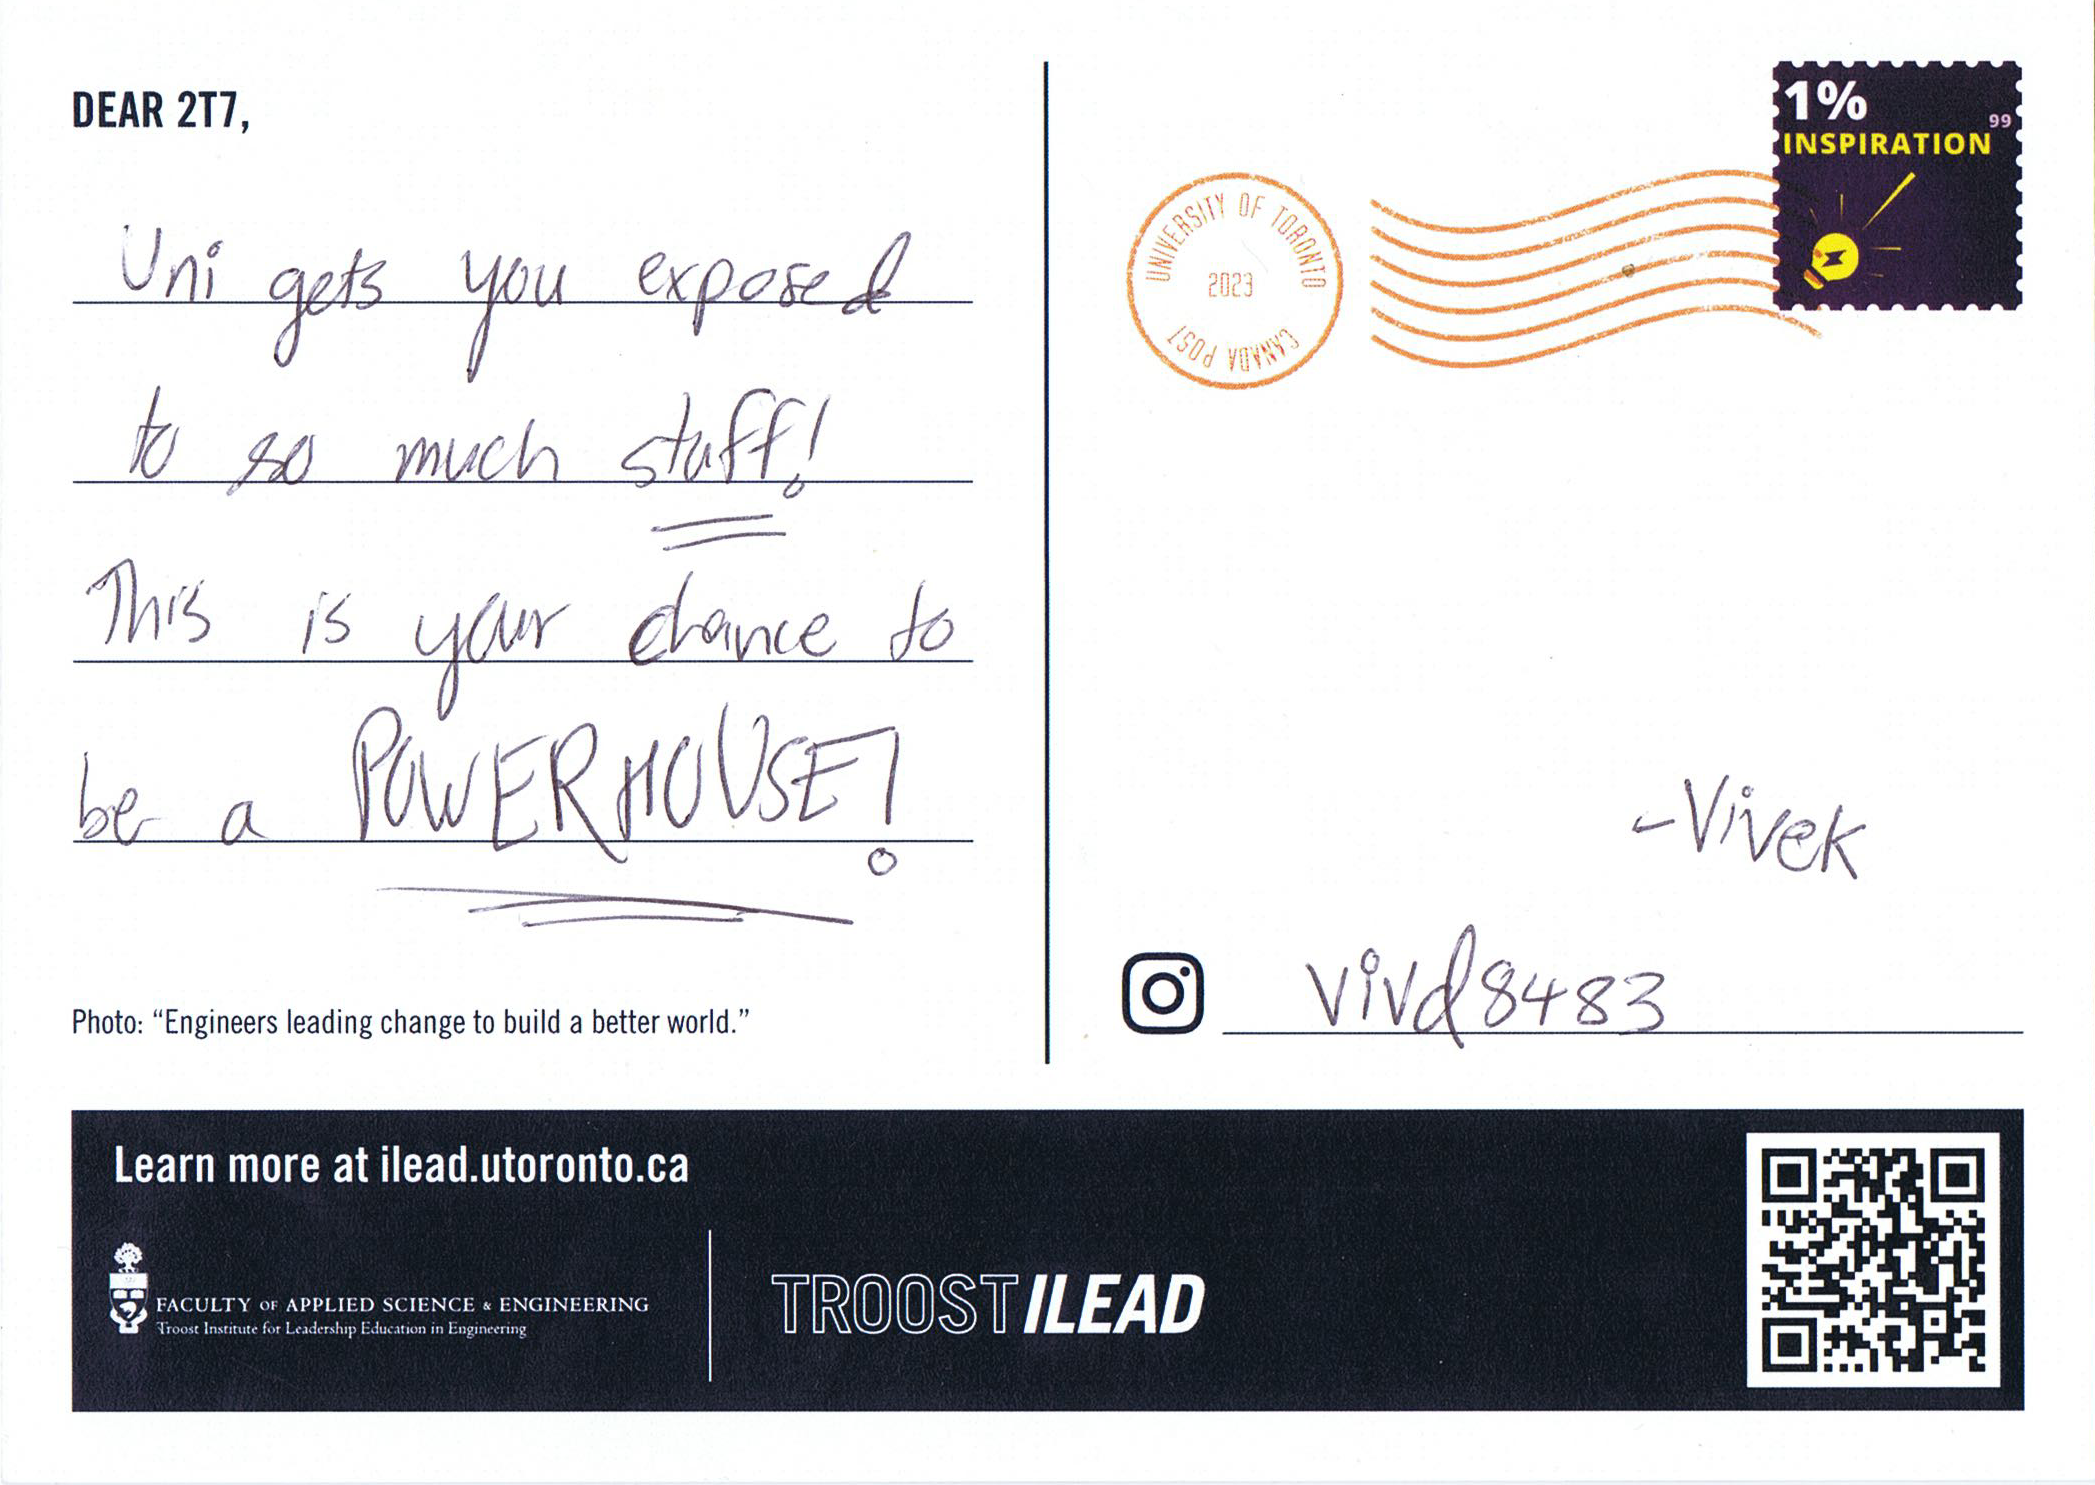 DEAR 2T7,
Uni gets you exposed
to so much stuff!
This is your chance to
be a POWERHOUSE!
Photo: “Engineers leading change to build a better world.”
1%
99
INSPIRATION
UNIVERSITY OF TORONTO
2023
CANADA POST
-Vivek
vivd8483
Learn more at ilead.utoronto.ca
FACULTY OF APPLIED SCIENCE & ENGINEERING
Troost Institute for Leadership Education in Engineering
TROOST ILEAD